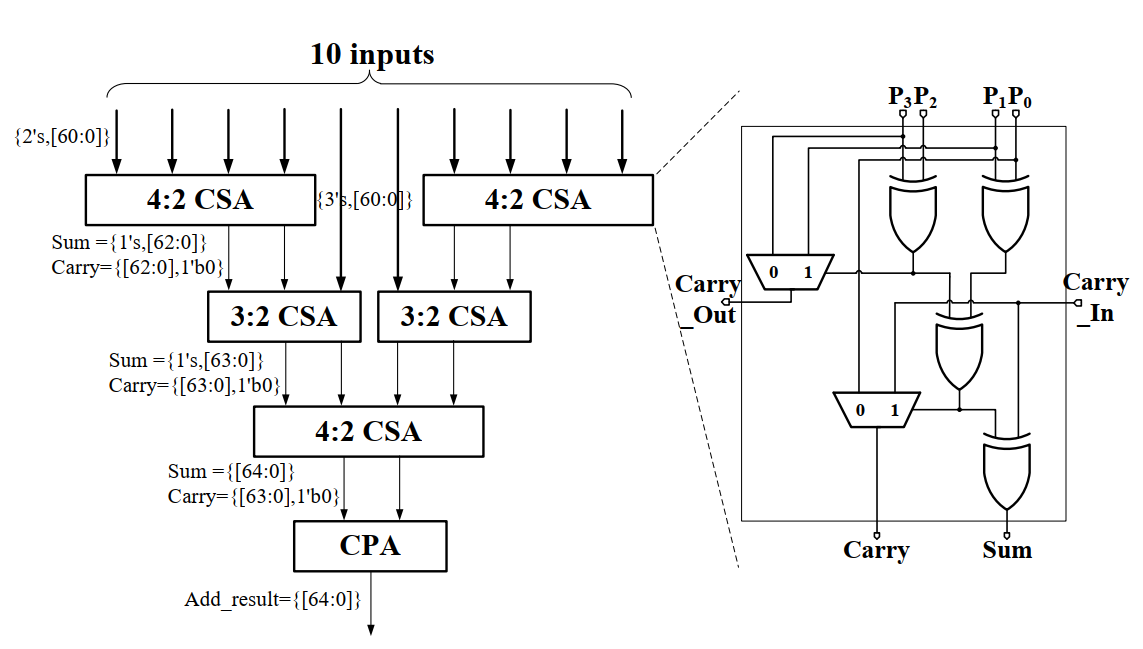 10 inputs
{2's,[60:0]}
4:2 CSA
{3's,[60:0]}
4:2 CSA
Sum ={1's,[62:0]}
Carry={[62:0],1'b0}
3:2 CSA
3:2 CSA
Sum ={1's,[63:0]}
Carry={[63:0],1'b0}
4:2 CSA
Sum ={[64:0]}
Carry={[63:0],1'b0}
CPA
Add_result={[64:0]}
P3P2
P1P0
0 1
Carry
_Out
Carry
_In
0 1
Carry
Sum